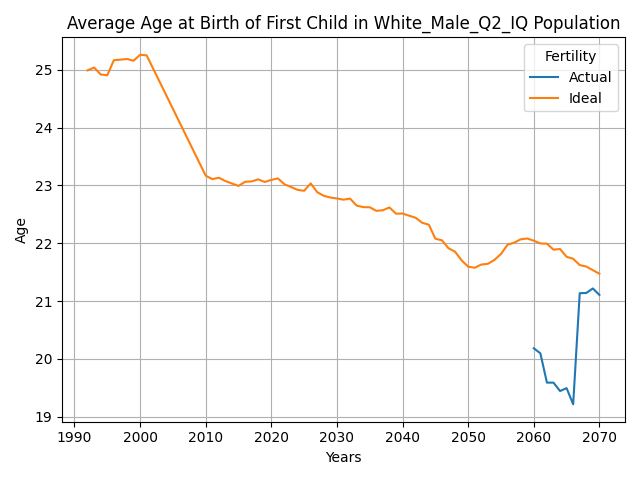 Average Age at Birth of First Child in White_Male_Q2_IQ Population
Fertility
Actual
Ideal
Age
25
24
23
22
21
20
19
1990 2000 2010 2020 2030 2040 2050 2060 2070
Years